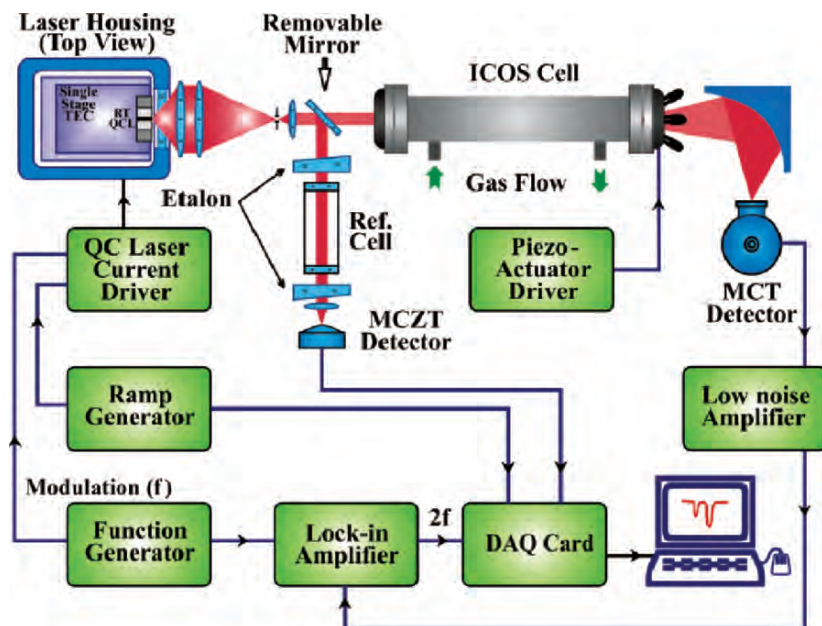 Laser Housing
(Top View)
Removable
Mirror
ICOS Cell
Single
Stage
TEC
RT
QCL
Etalon
Gas Flow
Ref.
Cell
QC Laser
Current
Driver
Piezo-
Actuator
Driver
MCT
Detector
MCZT
Detector
Ramp
Generator
Low noise
Amplifier
Modulation (f)
Function
Generator
Lock-in
Amplifier
2f
DAQ Card